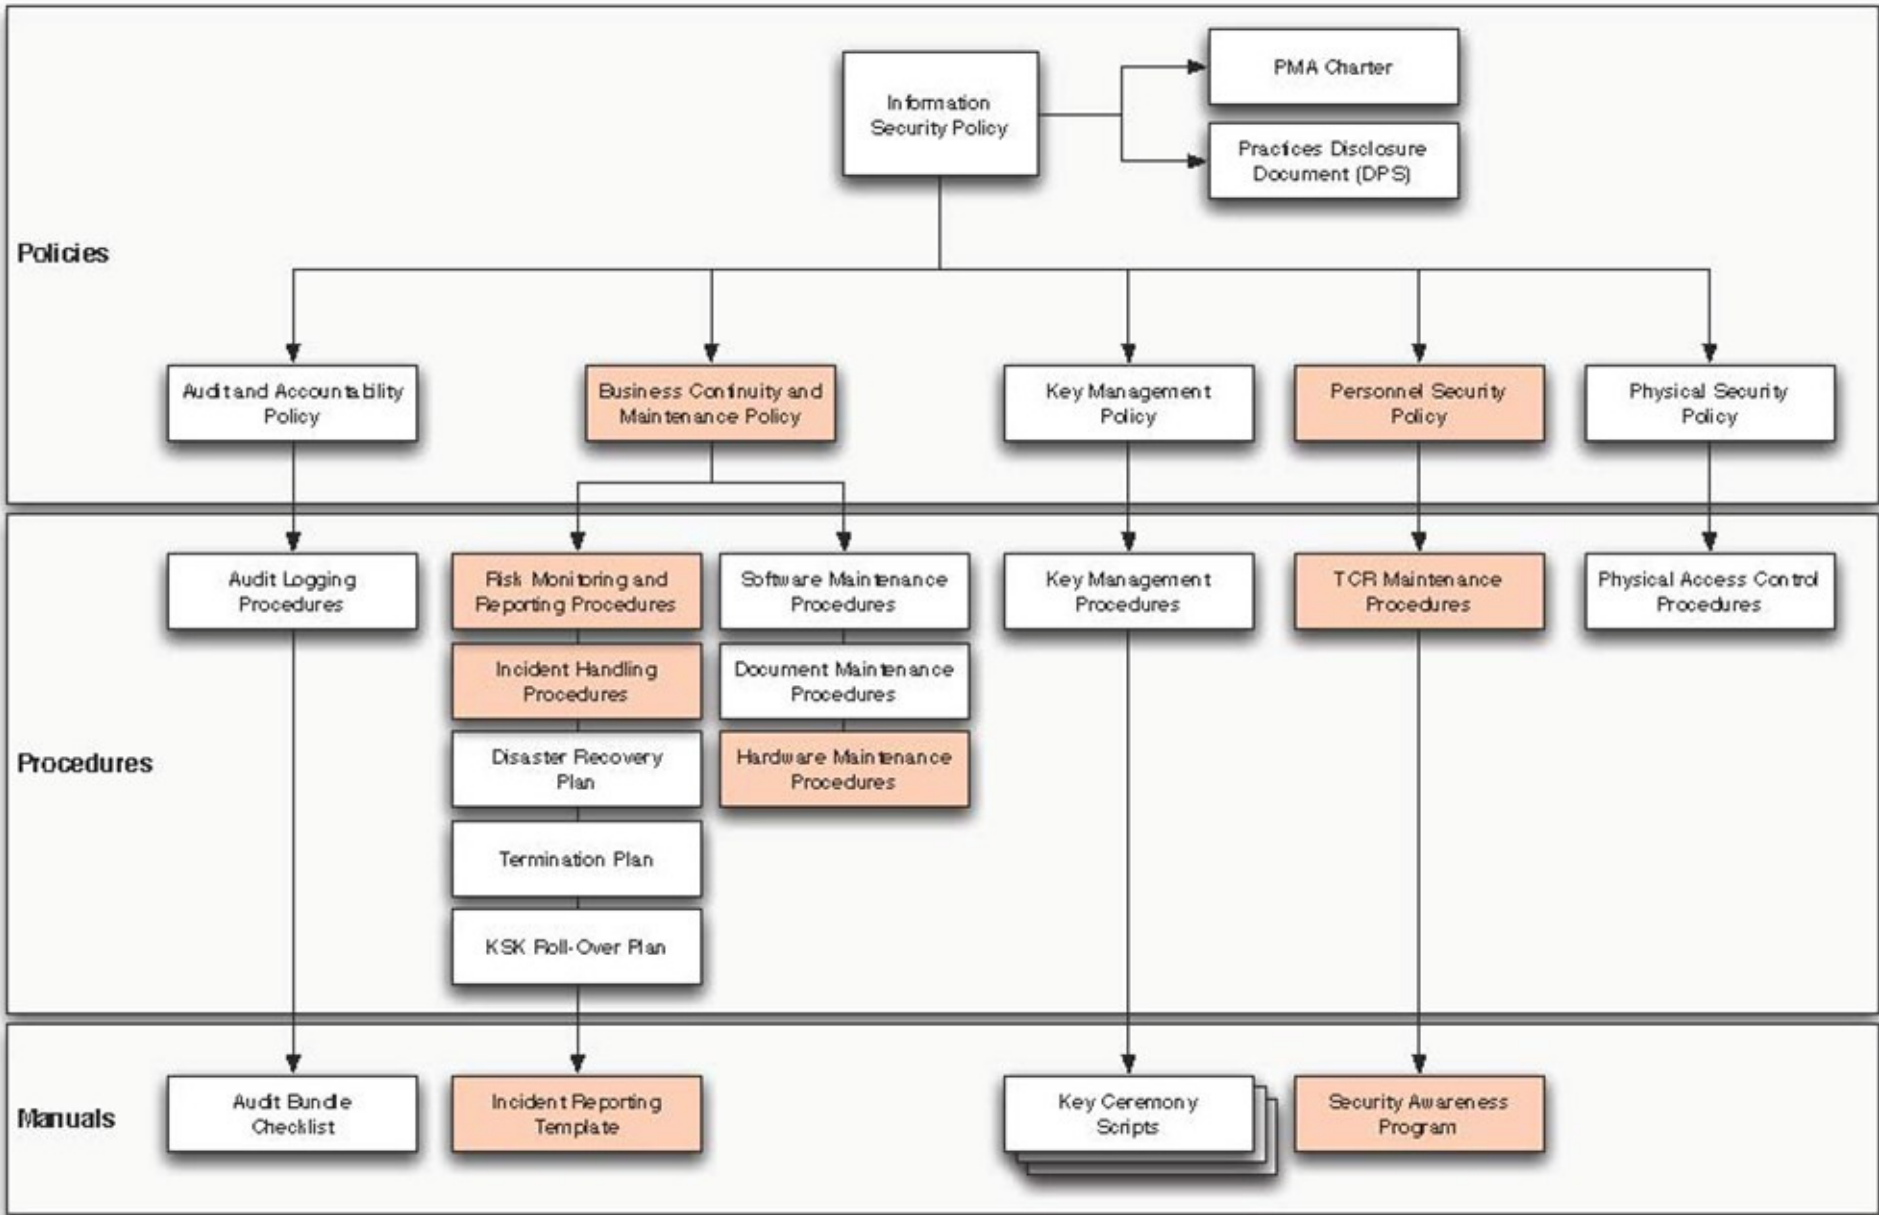 PMA Charter
Information
Security Policy
Practices Disclosure
Document (DPS)
Policies
Audit and Accountability
Policy
Business Continuity and
Maintenance Policy
Key Management
Policy
Personnel Security
Policy
Physical Security
Policy
Audit Logging
Procedures
Risk Monitoring and
Reporting Procedures
Software Maintenance
Procedures
Key Management
Procedures
TCR Maintenance
Procedures
Physical Access Control
Procedures
Incident Handling
Procedures
Document Maintenance
Procedures
Procedures
Disaster Recovery
Plan
Hardware Maintenance
Procedures
Termination Plan
KSK Roll-Over Plan
Manuals
Audit Bundle
Checklist
Incident Reporting
Template
Key Ceremony
Scripts
Security Awareness
Program